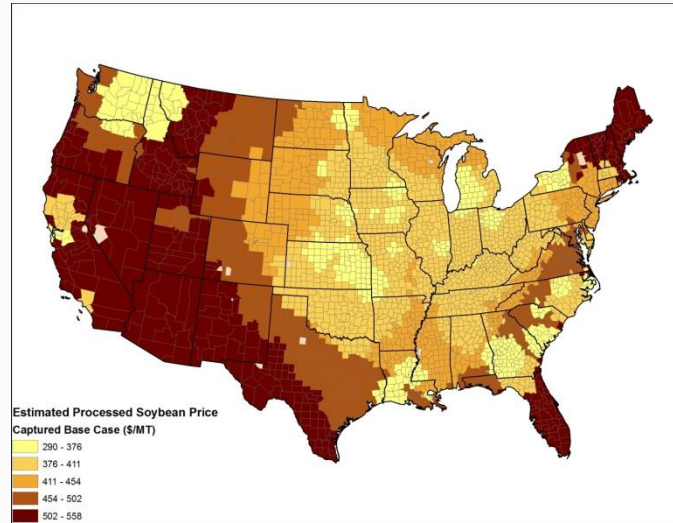 Estimated Processed Soybean Price
Captured Base Case ($/MT)
290 - 376
376 - 411
411 - 454
454 - 502
502 - 558